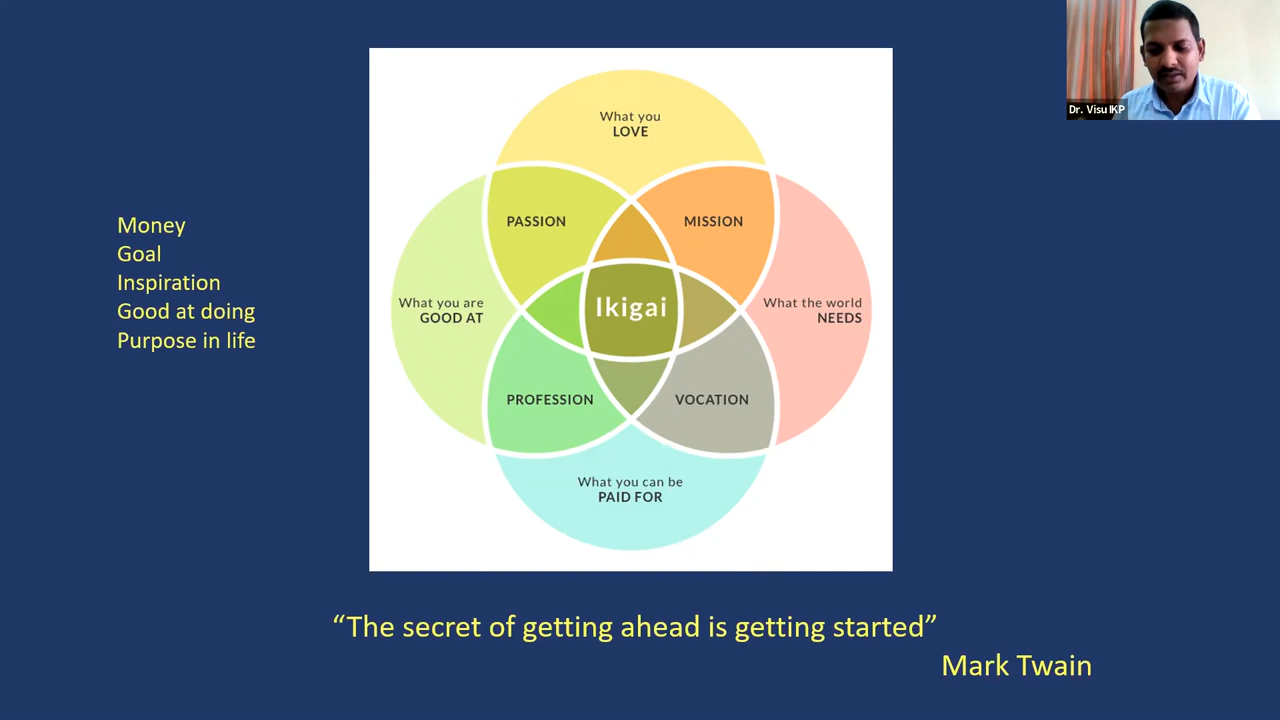 Dr. Visu IKP
What you
LOVE
PASSION
MISSION
Money
Goal
Inspiration
Good at doing
Purpose in life
What you are
GOOD AT
Ikigai
What the world
NEEDS
PROFESSION
VOCATION
What you can be
PAID FOR
“The secret of getting ahead is getting started”
Mark Twain